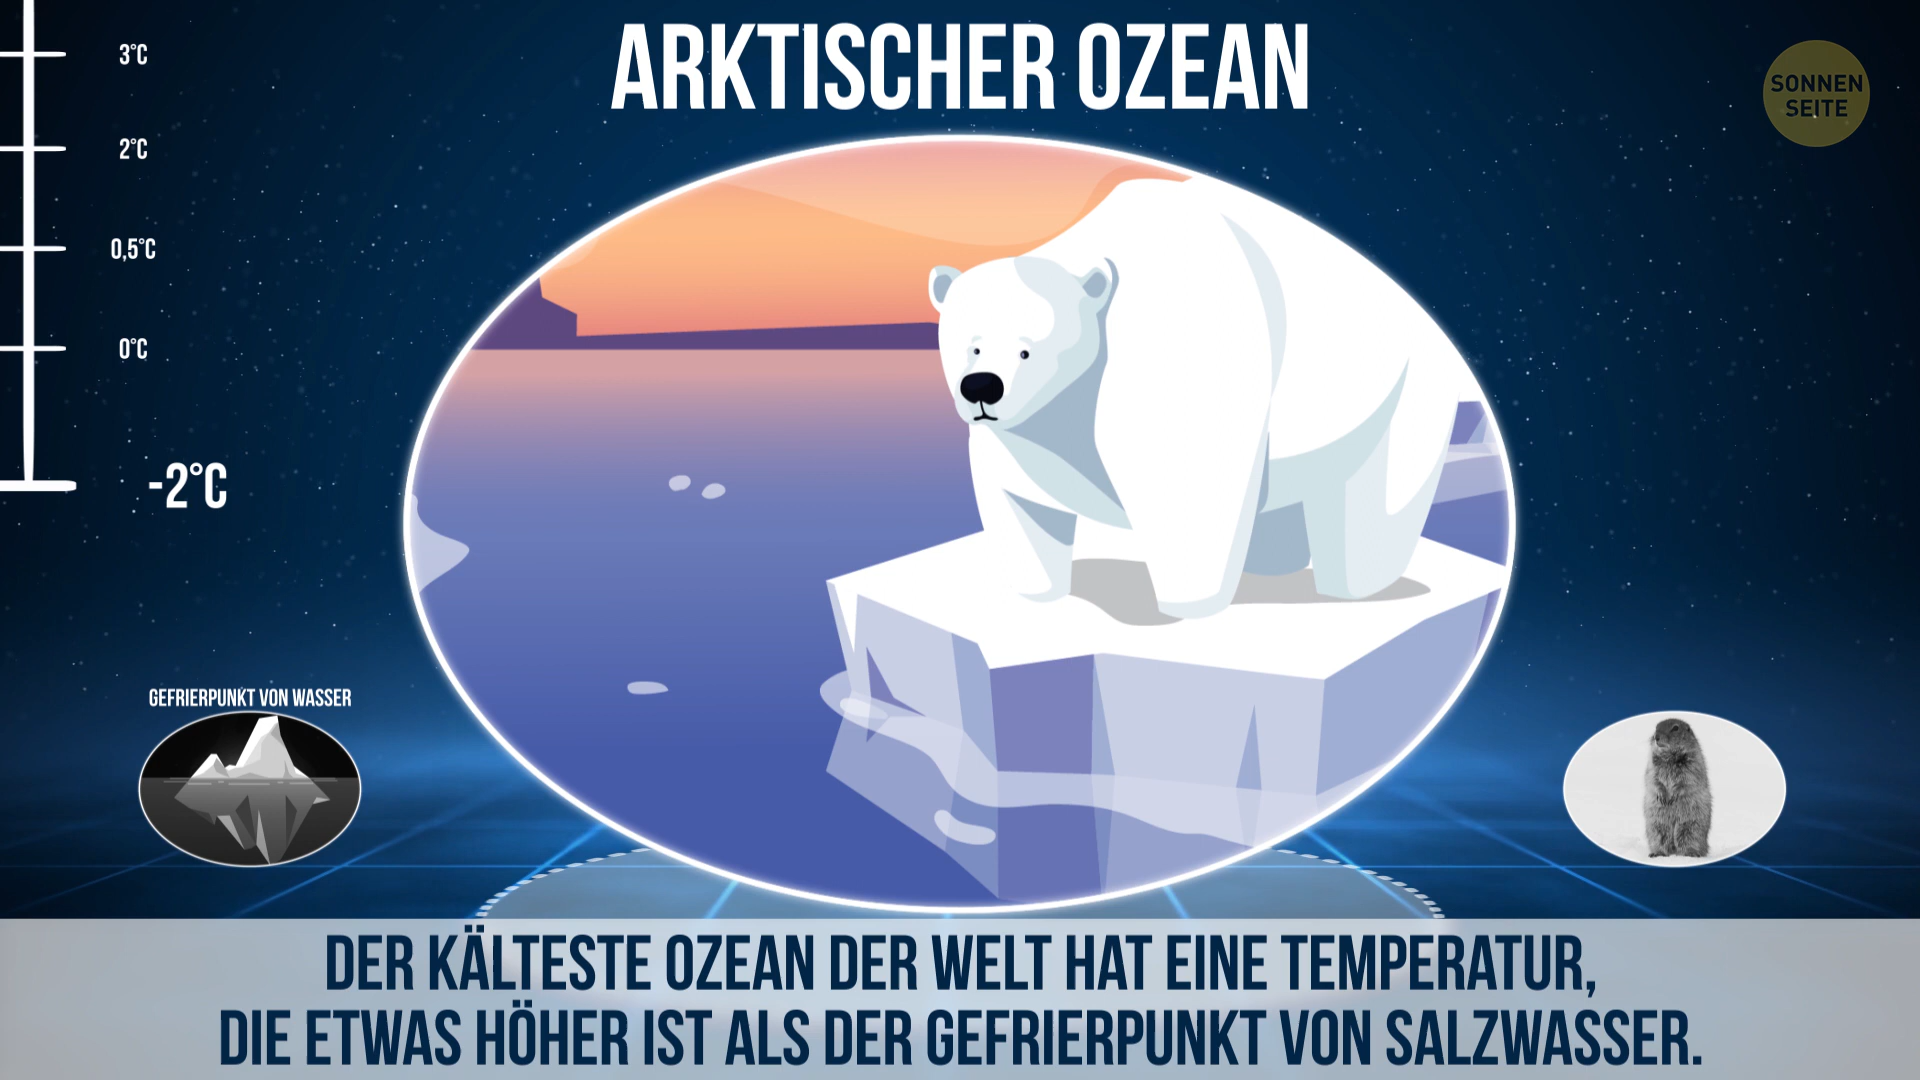 ARKTISCHER OZEAN
SONNEN
SEITE
3°C
2°C
0,5°C
0°C
-2°C
GEFRIERPUNKT VON WASSER
DER KÄLTESTE OZEAN DER WELT HAT EINE TEMPERATUR,
DIE ETWAS HÖHER IST ALS DER GEFRIERPUNKT VON SALZWASSER.